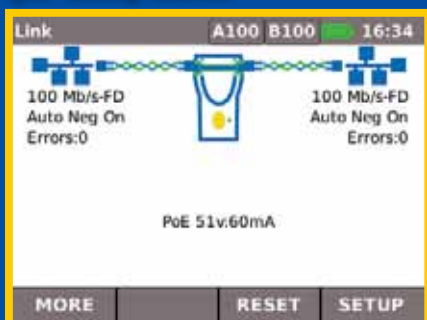 Link A100 B100 16:34
100 Mb/s-FD 100 Mb/s-FD
Auto Neg On Auto Neg On
Errors:0 Errors:0
PoE 51v.60mA
MORE RESET SETUP